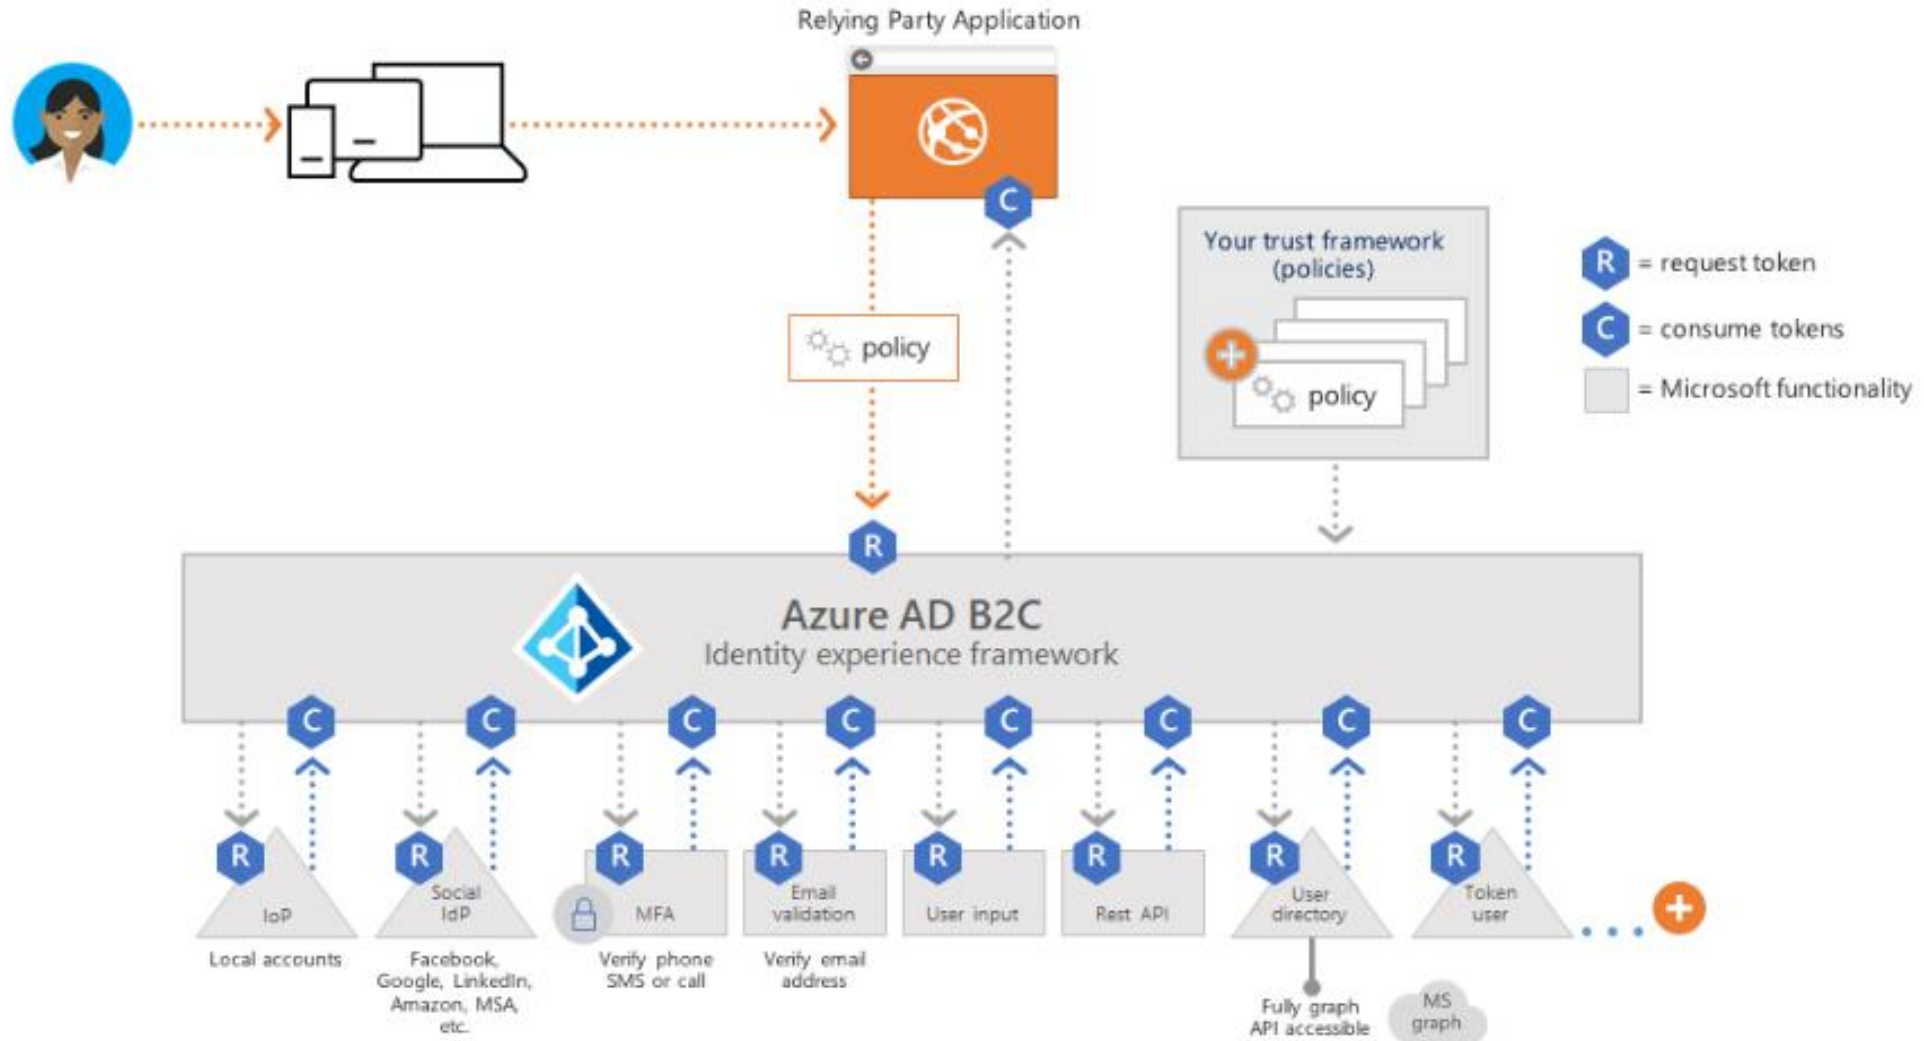 Relying Party Application
C
Your trust framework
(policies)
R = request token
C = consume tokens
= Microsoft functionality
policy
policy
R
Azure AD B2C
Identity experience framework
C C C C C C C C
R R R R R R R R
IoP
Social
IdP
MFA
Email
validation
User input
Rest API
User
directory
Token
user
Local accounts
Facebook,
Google, LinkedIn,
Amazon, MSA,
etc.
Verify phone
SMS or call
Verify email
address
Fully graph
API accessible
MS
graph